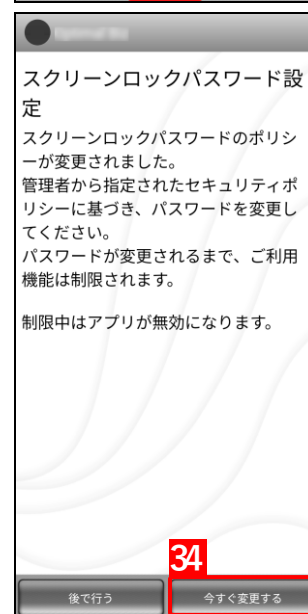 スクリーンロックパスワード設
定
スクリーンロックパスワードのポリシ
ーが変更されました。
管理者から指定されたセキュリティポ
リシーに基づき、パスワードを変更し
てください。
パスワードが変更されるまで、ご利用
機能は制限されます。
制限中はアプリが無効になります。
34
後で行う
今すぐ変更する